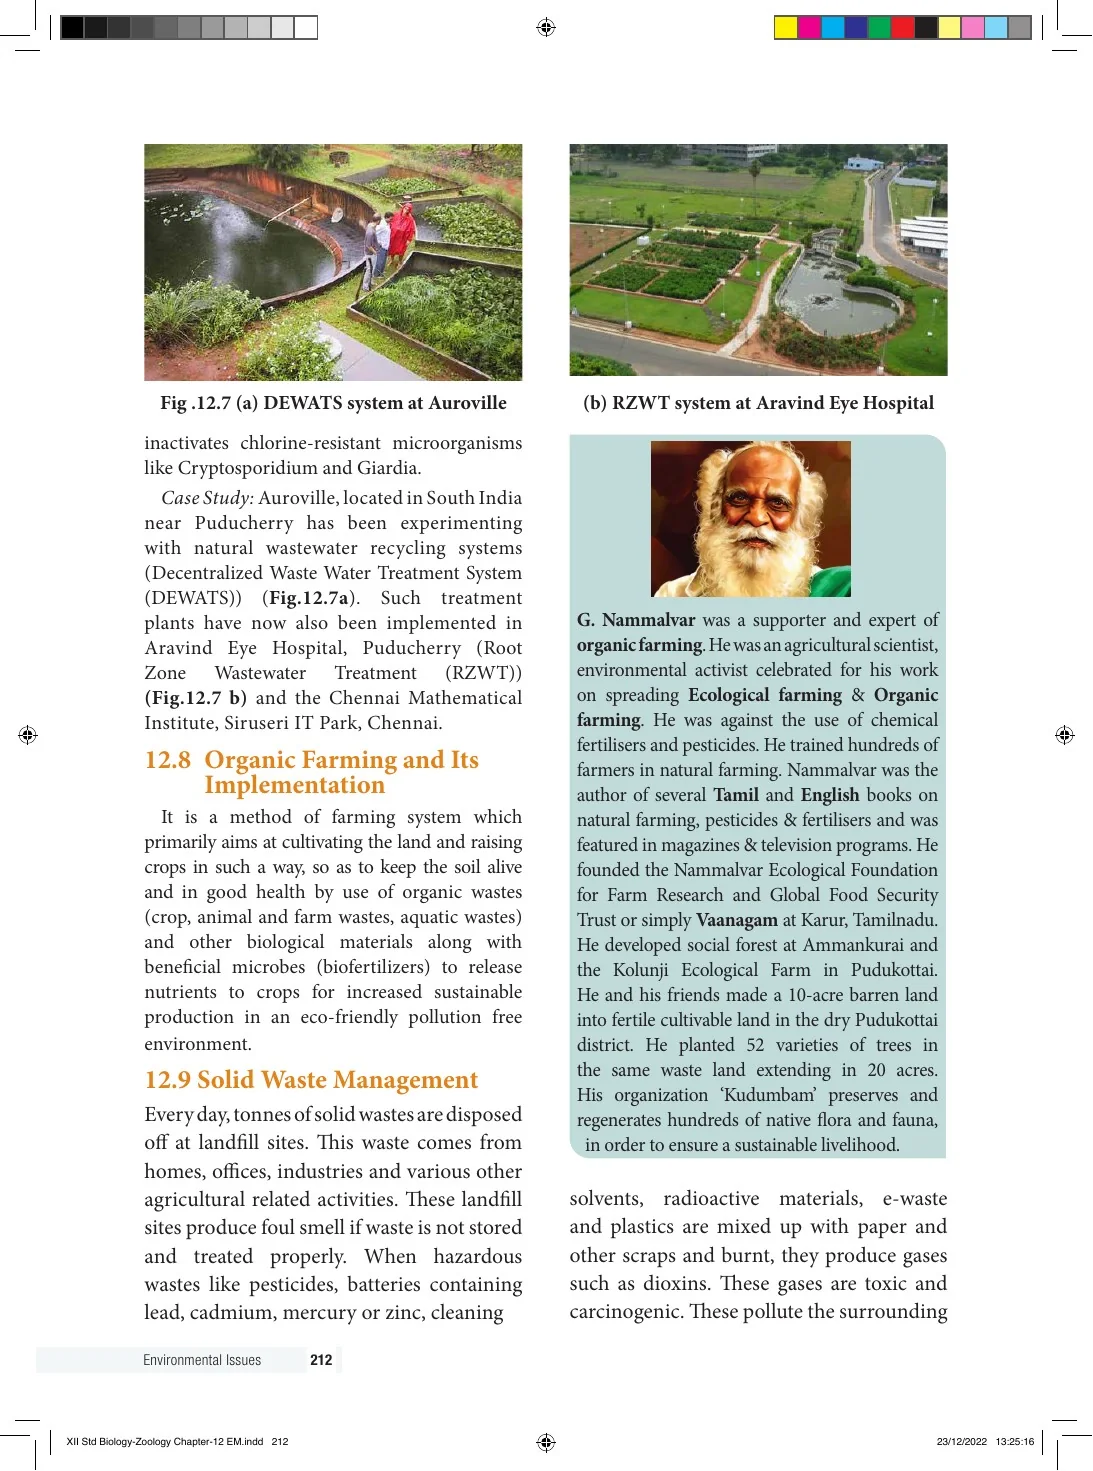 Fig .12.7 (a) DEWATS system at Auroville
(b) RZWT system at Aravind Eye Hospital
inactivates chlorine-resistant microorganisms
like Cryptosporidium and Giardia.
Case Study: Auroville, located in South India
near Puducherry has been experimenting
with natural wastewater recycling systems
(Decentralized Waste Water Treatment System
(DEWATS)) (Fig.12.7a). Such treatment
plants have now also been implemented in
Aravind Eye Hospital, Puducherry (Root
Zone Wastewater Treatment (RZWT))
(Fig.12.7 b) and the Chennai Mathematical
Institute, Siruseri IT Park, Chennai.
12.8 Organic Farming and Its
Implementation
It is a method of farming system which
primarily aims at cultivating the land and raising
crops in such a way, so as to keep the soil alive
and in good health by use of organic wastes
(crop, animal and farm wastes, aquatic wastes)
and other biological materials along with
beneficial microbes (biofertilizers) to release
nutrients to crops for increased sustainable
production in an eco-friendly pollution free
environment.
12.9 Solid Waste Management
Every day, tonnes of solid wastes are disposed
off at landfill sites. This waste comes from
homes, offices, industries and various other
agricultural related activities. These landfill
sites produce foul smell if waste is not stored
and treated properly. When hazardous
wastes like pesticides, batteries containing
lead, cadmium, mercury or zinc, cleaning
G. Nammalvar was a supporter and expert of
organic farming. He was an agricultural scientist,
environmental activist celebrated for his work
on spreading Ecological farming & Organic
farming. He was against the use of chemical
fertilisers and pesticides. He trained hundreds of
farmers in natural farming. Nammalvar was the
author of several Tamil and English books on
natural farming, pesticides & fertilisers and was
featured in magazines & television programs. He
founded the Nammalvar Ecological Foundation
for Farm Research and Global Food Security
Trust or simply Vaanagam at Karur, Tamilnadu.
He developed social forest at Ammankurai and
the Kolunji Ecological Farm in Pudukottai.
He and his friends made a 10-acre barren land
into fertile cultivable land in the dry Pudukottai
district. He planted 52 varieties of trees in
the same waste land extending in 20 acres.
His organization ‘Kudumbam’ preserves and
regenerates hundreds of native flora and fauna,
in order to ensure a sustainable livelihood.
solvents, radioactive materials, e-waste
and plastics are mixed up with paper and
other scraps and burnt, they produce gases
such as dioxins. These gases are toxic and
carcinogenic. These pollute the surrounding
Environmental Issues 212
XII Std Biology-Zoology Chapter-12 EM.indd 212
23/12/2022 13:25:16